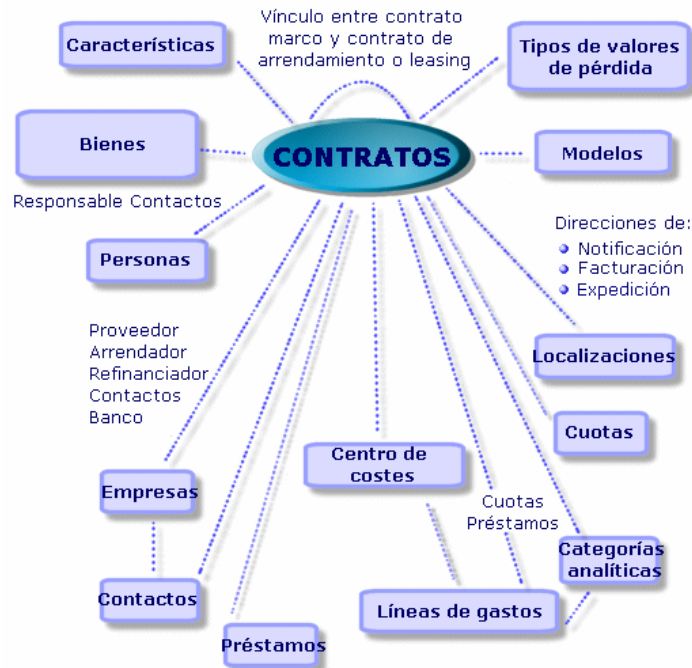 Características
Vínculo entre contrato
marco y contrato de
arrendamiento o leasing
Tipos de valores
de pérdida
Bienes
CONTRATOS
Modelos
Responsable Contactos
Personas
Direcciones de:
Notificación
Facturación
Expedición
Proveedor
Arrendador
Refinanciador
Contactos
Banco
Localizaciones
Cuotas
Centro de
costes
Empresas
Cuotas
Préstamos
Categorías
analíticas
Contactos
Líneas de gastos
Préstamos